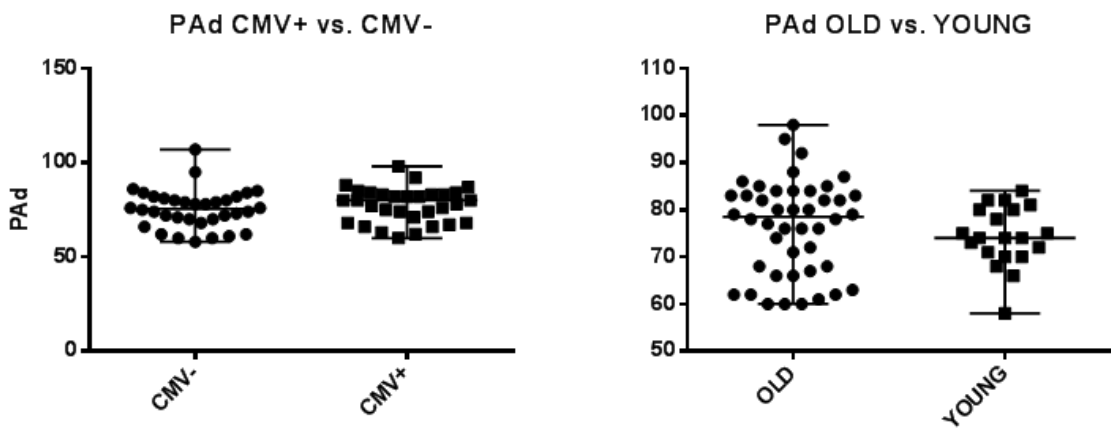 PAd CMV+ vs. CMV-
150
100
50
0
PAd
CMV-
CMV+
PAd OLD vs. YOUNG
110
100
90
80
70
60
50
OLD
YOUNG